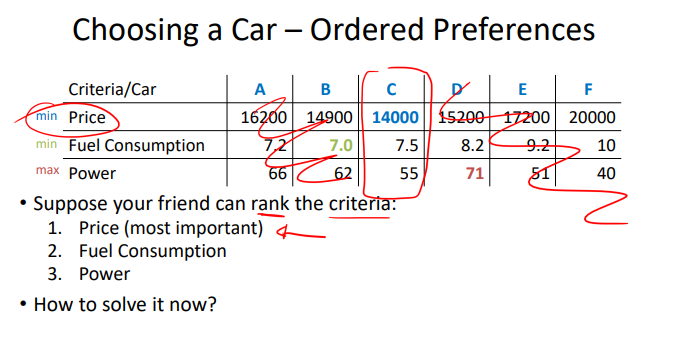 Choosing a Car – Ordered Preferences
Criteria/Car A B C D E F
min Price 16200 14900 14000 15200 17200 20000
min Fuel Consumption 7.2 7.0 7.5 8.2 9.2 10
max Power 66 62 55 71 51 40
• Suppose your friend can rank the criteria:
1. Price (most important)
2. Fuel Consumption
3. Power
• How to solve it now?